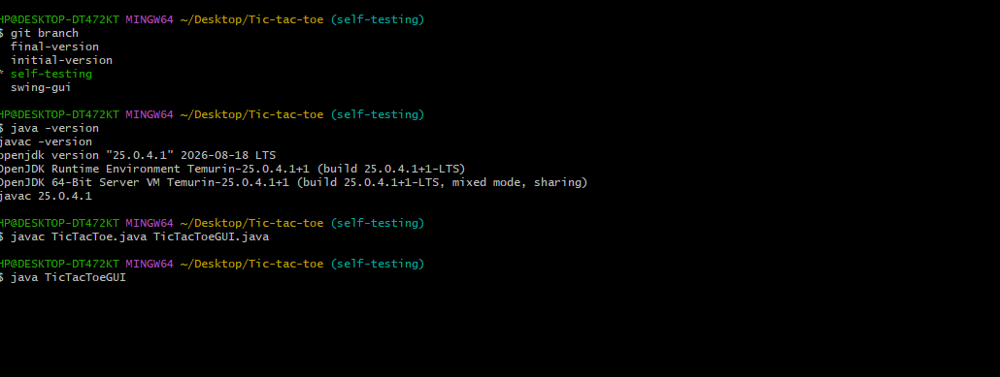 HP@DESKTOP-DT472KT MINGW64 ~/Desktop/Tic-tac-toe (self-testing)
$ git branch
final-version
initial-version
* self-testing
swing-gui
HP@DESKTOP-DT472KT MINGW64 ~/Desktop/Tic-tac-toe (self-testing)
$ java -version
javac -version
openjdk version "25.0.4.1" 2026-08-18 LTS
OpenJDK Runtime Environment Temurin-25.0.4.1+1 (build 25.0.4.1+1-LTS)
OpenJDK 64-Bit Server VM Temurin-25.0.4.1+1 (build 25.0.4.1+1-LTS, mixed mode, sharing)
javac 25.0.4.1
HP@DESKTOP-DT472KT MINGW64 ~/Desktop/Tic-tac-toe (self-testing)
$ javac TicTacToe.java TicTacToeGUI.java
HP@DESKTOP-DT472KT MINGW64 ~/Desktop/Tic-tac-toe (self-testing)
$ java TicTacToeGUI